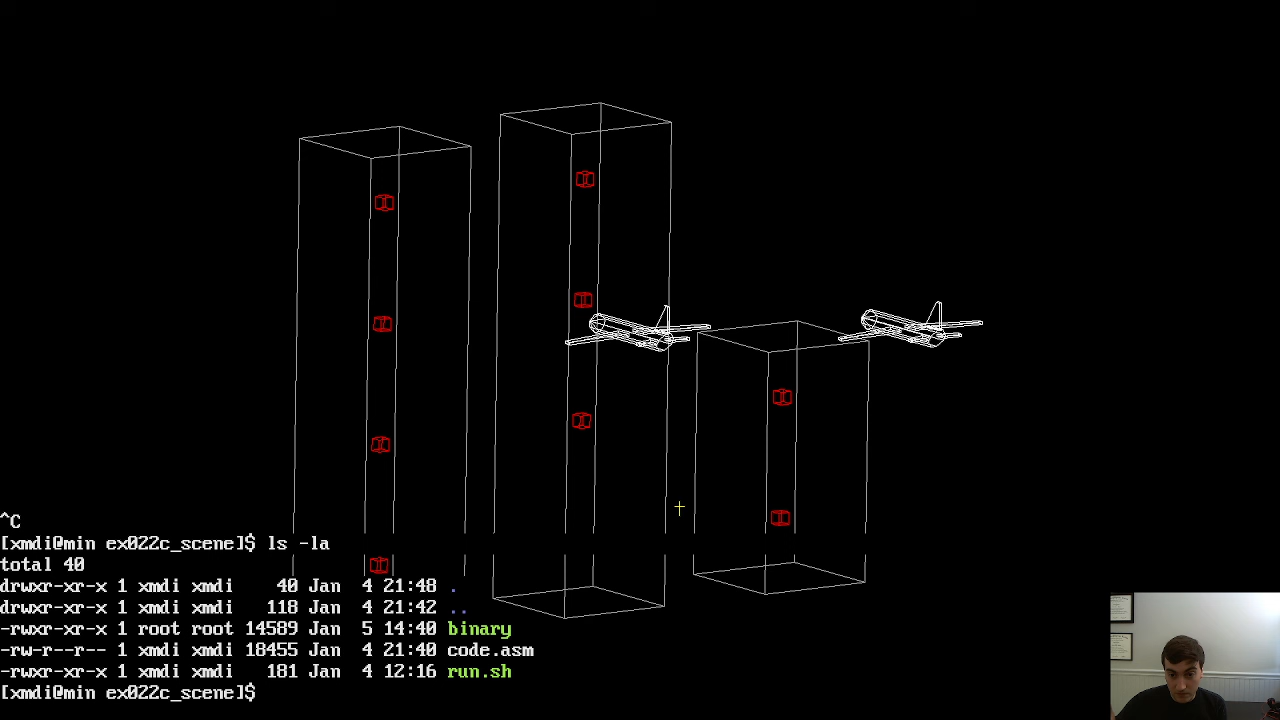 ^C
[xmdi@min ex022c_scene]$ ls -la
total 40
drwxr-xr-x 1 xmdi xmdi    40 Jan  4 21:48 .
drwxr-xr-x 1 xmdi xmdi   118 Jan  4 21:42 ..
-rwxr-xr-x 1 root root 14589 Jan  5 14:40 binary
-rw-r--r-- 1 xmdi xmdi 18455 Jan  4 21:40 code.asm
-rwxr-xr-x 1 xmdi xmdi   181 Jan  4 12:16 run.sh
[xmdi@min ex022c_scene]$